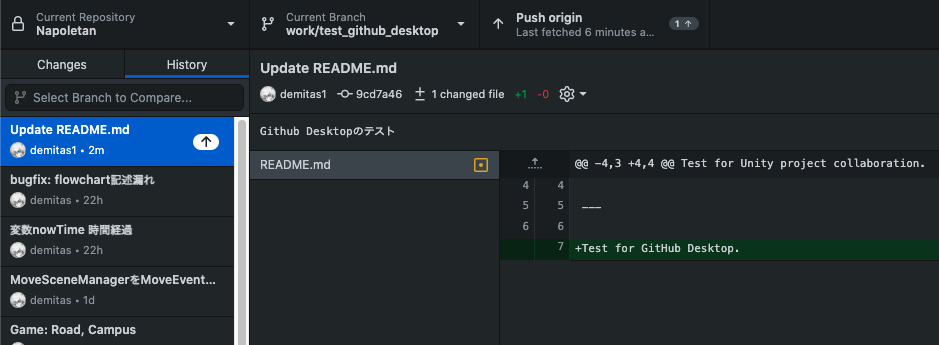 Current Repository
Napoletan
Current Branch
work/test_github_desktop
Push origin
Last fetched 6 minutes a...
1
Changes
History
Select Branch to Compare...
Update README.md
demitas1 • 2m
bugfix: flowchart記述漏れ
demitas • 22h
変数nowTime 時間経過
demitas • 22h
MoveSceneManagerをMoveEvent...
demitas • 1d
Game: Road, Campus
Update README.md
demitas1 9cd7a46 1 changed file +1 -0
Github Desktopのテスト
README.md
@@ -4,3 +4,4 @@ Test for Unity project collaboration.
4 4
5 5 ___
6 6
7 +Test for GitHub Desktop.